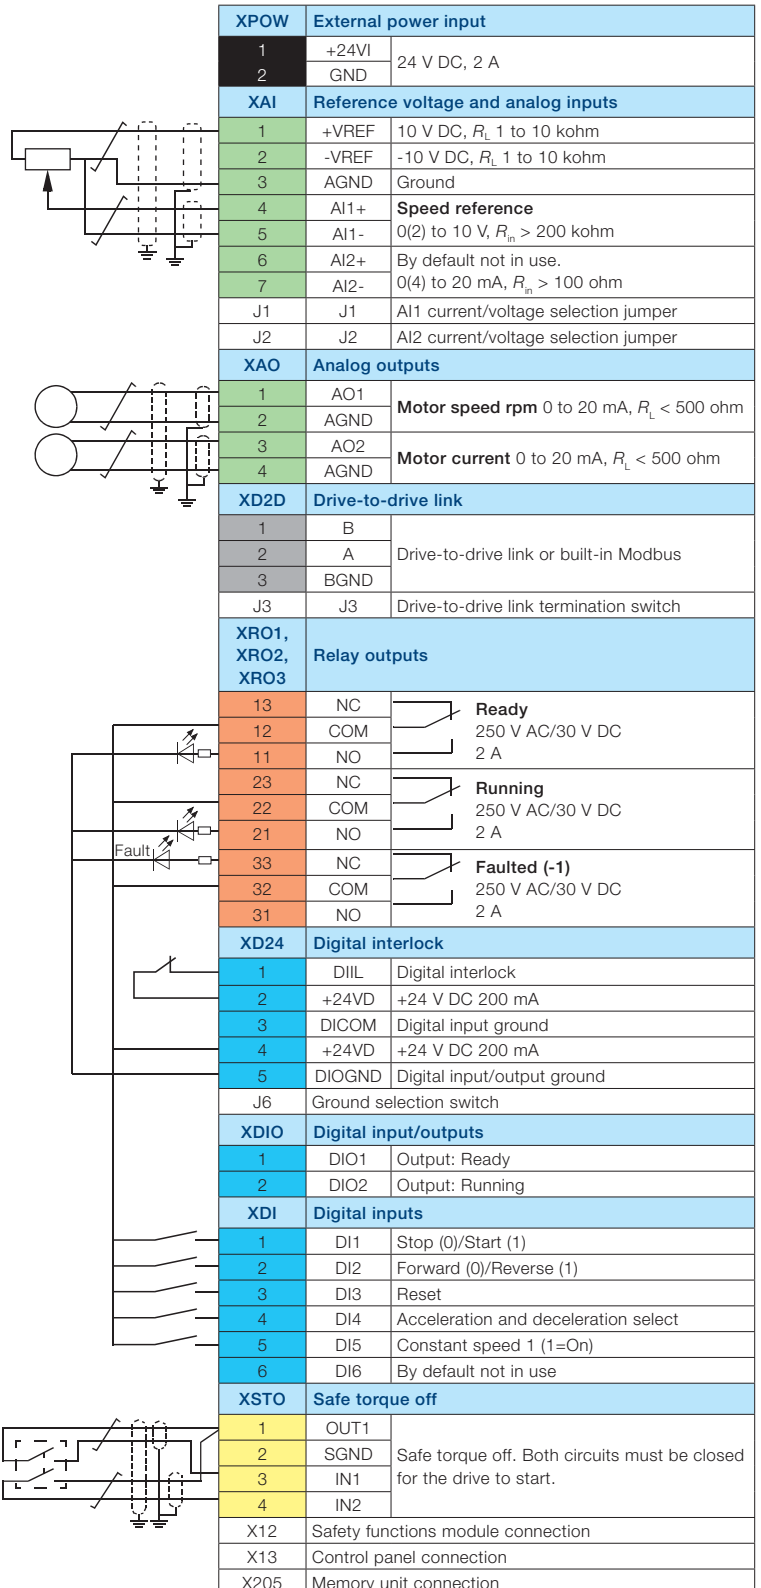 XPOW External power input
1 +24VI 24 V DC, 2 A
2 GND
XAI Reference voltage and analog inputs
1 +VREF 10 V DC, RL 1 to 10 kohm
2 -VREF -10 V DC, RL 1 to 10 kohm
3 AGND Ground
4 AI1+ Speed reference
5 AI1- 0(2) to 10 V, Rin > 200 kohm
6 AI2+ By default not in use.
7 AI2- 0(4) to 20 mA, Rin > 100 ohm
J1 J1 AI1 current/voltage selection jumper
J2 J2 AI2 current/voltage selection jumper
XAO Analog outputs
1 AO1 Motor speed rpm 0 to 20 mA, RL < 500 ohm
2 AGND
3 AO2 Motor current 0 to 20 mA, RL < 500 ohm
4 AGND
XD2D Drive-to-drive link
1 B
2 A Drive-to-drive link or built-in Modbus
3 BGND
J3 J3 Drive-to-drive link termination switch
XRO1,
XRO2, Relay outputs
XRO3
13 NC Ready
12 COM 250 V AC/30 V DC
11 NO 2 A
23 NC Running
22 COM 250 V AC/30 V DC
21 NO 2 A
Fault
33 NC Faulted (-1)
32 COM 250 V AC/30 V DC
31 NO 2 A
XD24 Digital interlock
1 DIIL Digital interlock
2 +24VD +24 V DC 200 mA
3 DICOM Digital input ground
4 +24VD +24 V DC 200 mA
5 DIOGND Digital input/output ground
J6 Ground selection switch
XDIO Digital input/outputs
1 DIO1 Output: Ready
2 DIO2 Output: Running
XDI Digital inputs
1 DI1 Stop (0)/Start (1)
2 DI2 Forward (0)/Reverse (1)
3 DI3 Reset
4 DI4 Acceleration and deceleration select
5 DI5 Constant speed 1 (1=On)
6 DI6 By default not in use
XSTO Safe torque off
1 OUT1
2 SGND Safe torque off. Both circuits must be closed
3 IN1 for the drive to start.
4 IN2
X12 Safety functions module connection
X13 Control panel connection
X205 Memory unit connection